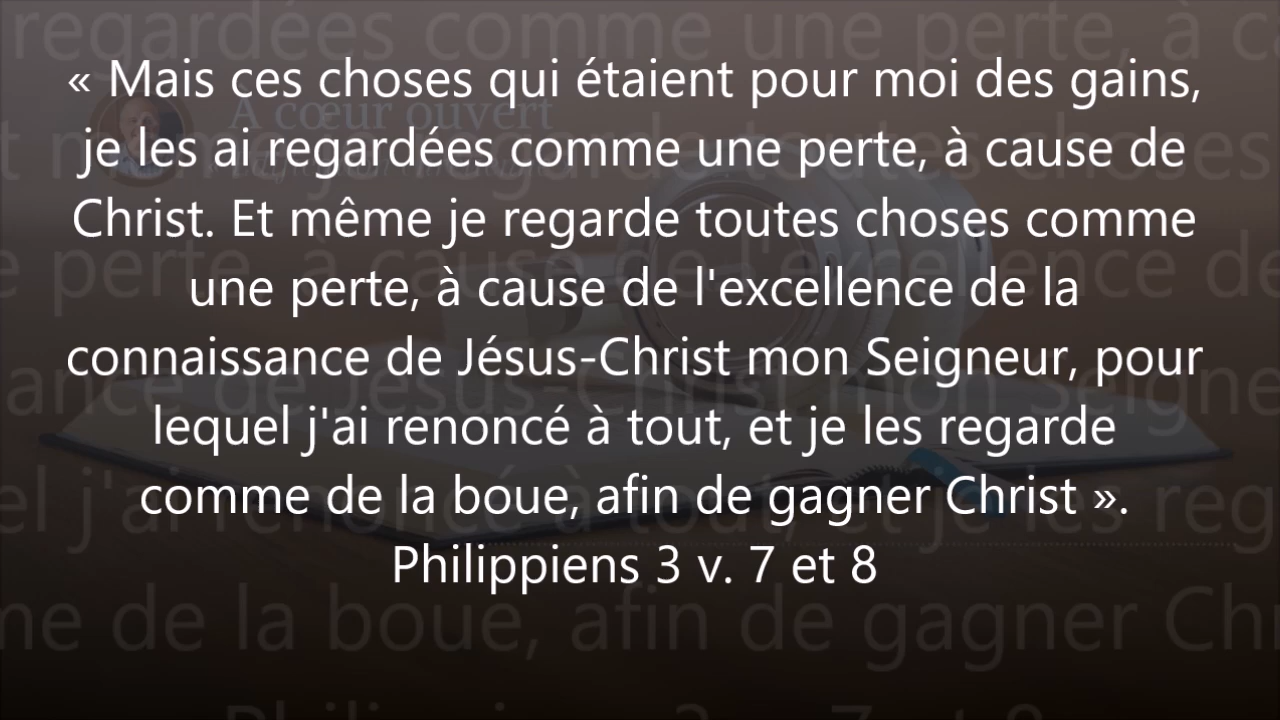 « Mais ces choses qui étaient pour moi des gains,
je les ai regardées comme une perte, à cause de
Christ. Et même je regarde toutes choses comme
une perte, à cause de l'excellence de la
connaissance de Jésus-Christ mon Seigneur, pour
lequel j'ai renoncé à tout, et je les regarde
comme de la boue, afin de gagner Christ ».
Philippiens 3 v. 7 et 8
A cœur ouvert